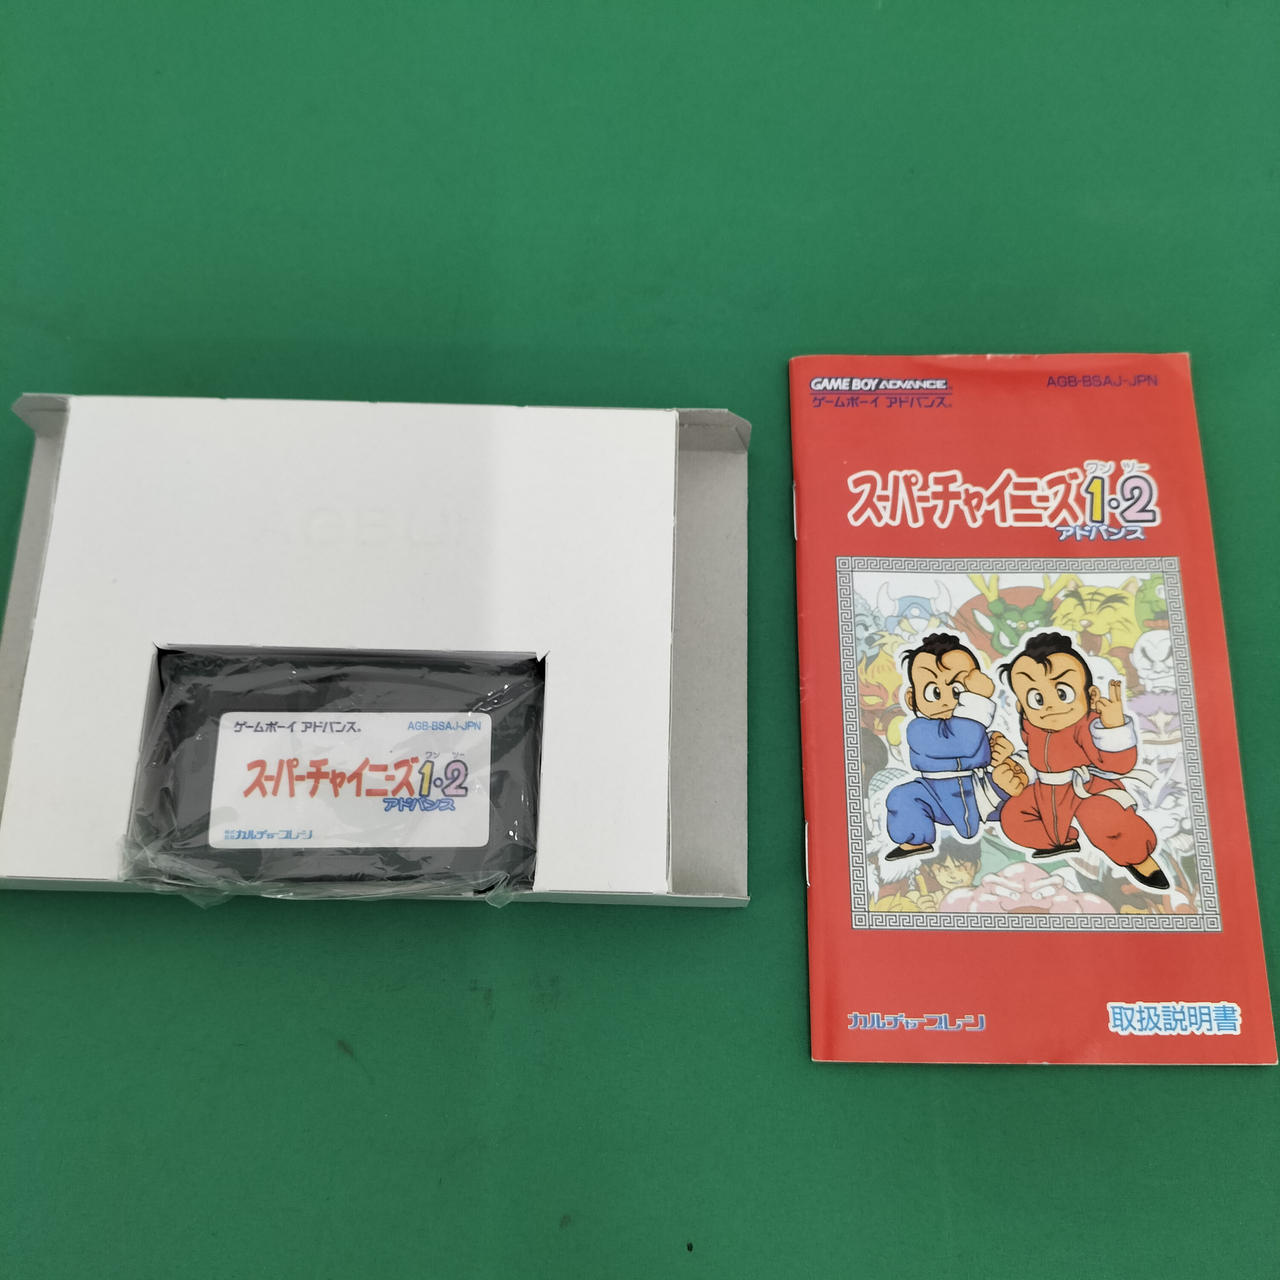 ゲームボーイ アドバンス
AGB-BSAJ-JPN
ワン ツー
スーパーチャイニーズ1・2
アドバンス
株式会社カルチャーブレーン
GAME BOY ADVANCE
ゲームボーイ アドバンス
AGB-BSAJ-JPN
ワン ツー
スーパーチャイニーズ1・2
アドバンス
カルチャーブレーン
取扱説明書